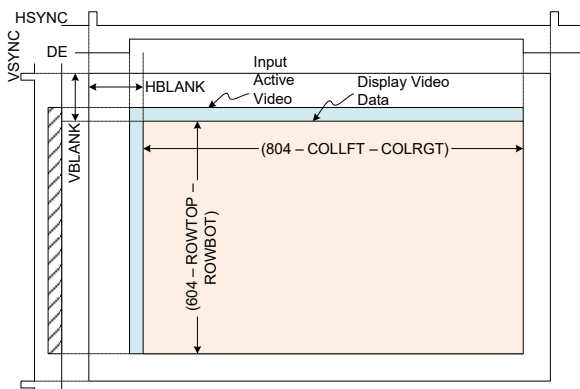 HSYNC
VSYNC
DE
Input
Active
Video
HBLANK
Display Video
Data
VBLANK
(804 – COLLFT – COLRGT)
(604 – ROWTOP –
ROWBOT)